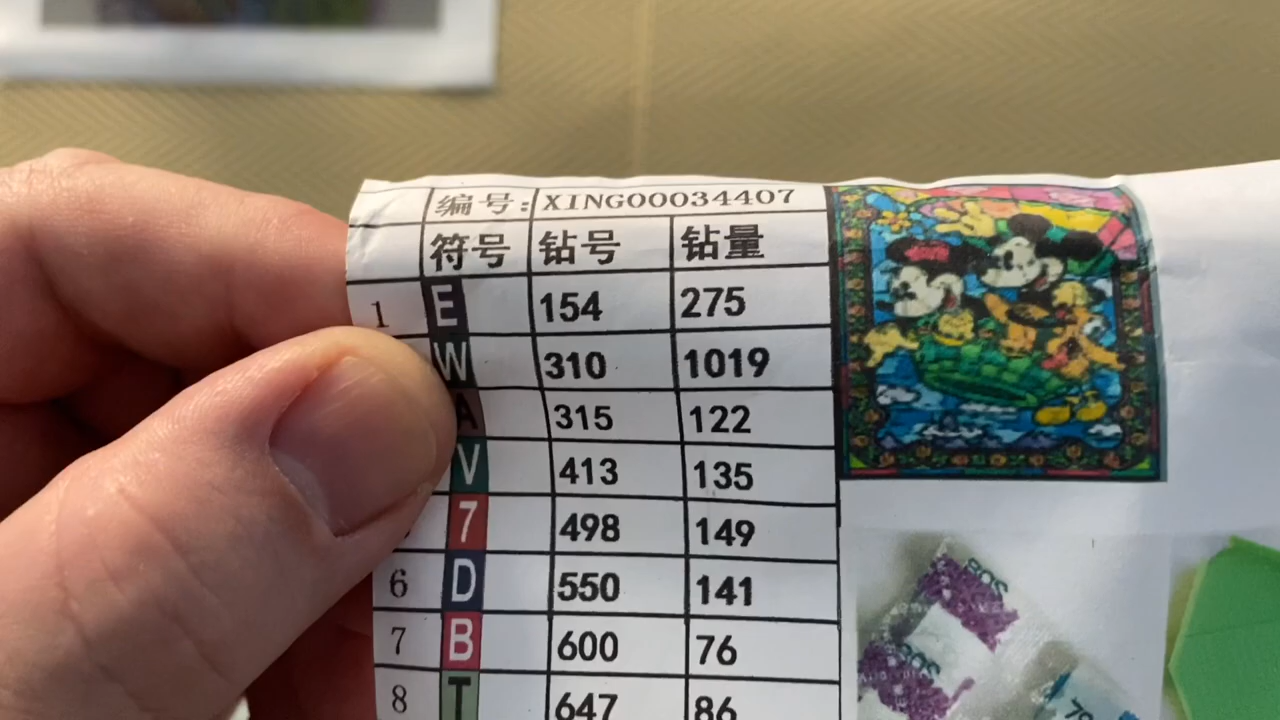 编号: XING00034407
符号 钻号 钻量
1 E 154 275
W 310 1019
A 315 122
V 413 135
7 498 149
6 D 550 141
7 B 600 76
8 T 647 86